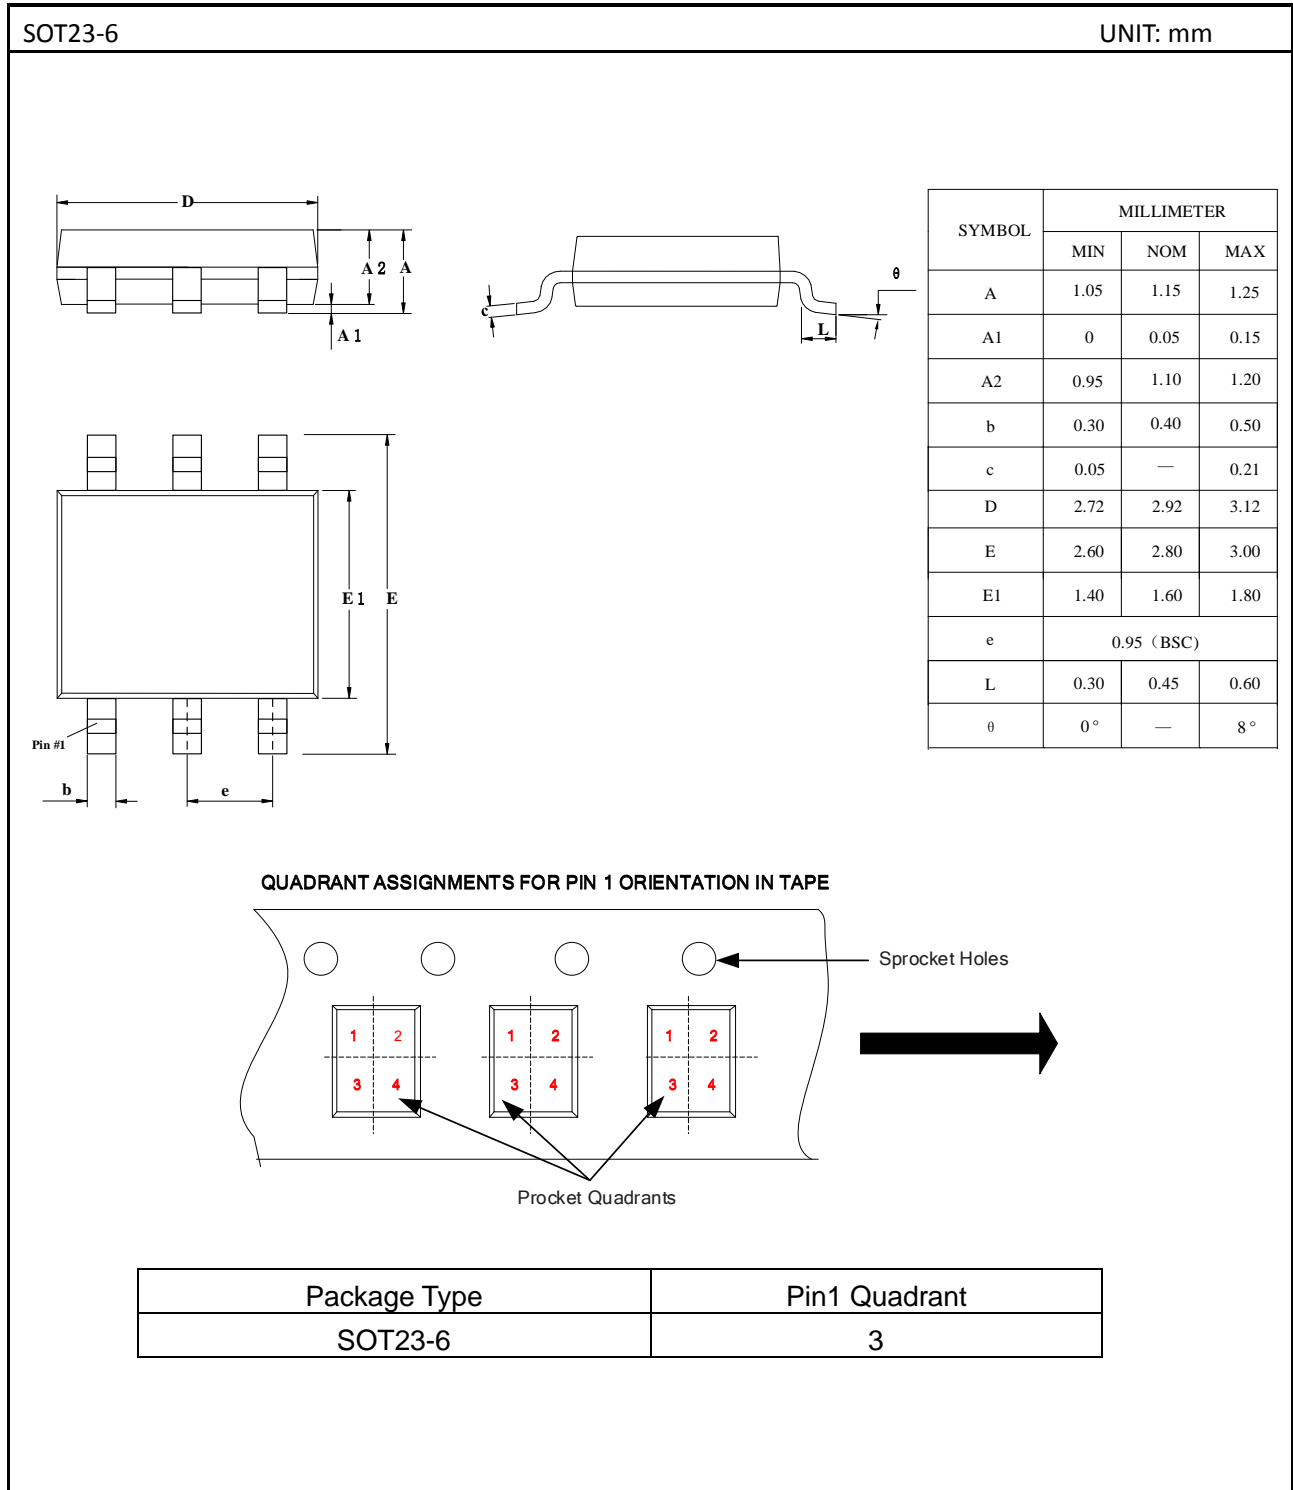 SOT23-6 UNIT: mm
D
A2 A
A1
c
L
θ
E1 E
Pin #1
b e
SYMBOL MILLIMETER
MIN NOM MAX
A 1.05 1.15 1.25
A1 0 0.05 0.15
A2 0.95 1.10 1.20
b 0.30 0.40 0.50
c 0.05 — 0.21
D 2.72 2.92 3.12
E 2.60 2.80 3.00
E1 1.40 1.60 1.80
e 0.95（BSC)
L 0.30 0.45 0.60
θ 0° — 8°
QUADRANT ASSIGNMENTS FOR PIN 1 ORIENTATION IN TAPE
Sprocket Holes
1 2 1 2 1 2
3 4 3 4 3 4
Procket Quadrants
Package Type Pin1 Quadrant
SOT23-6 3